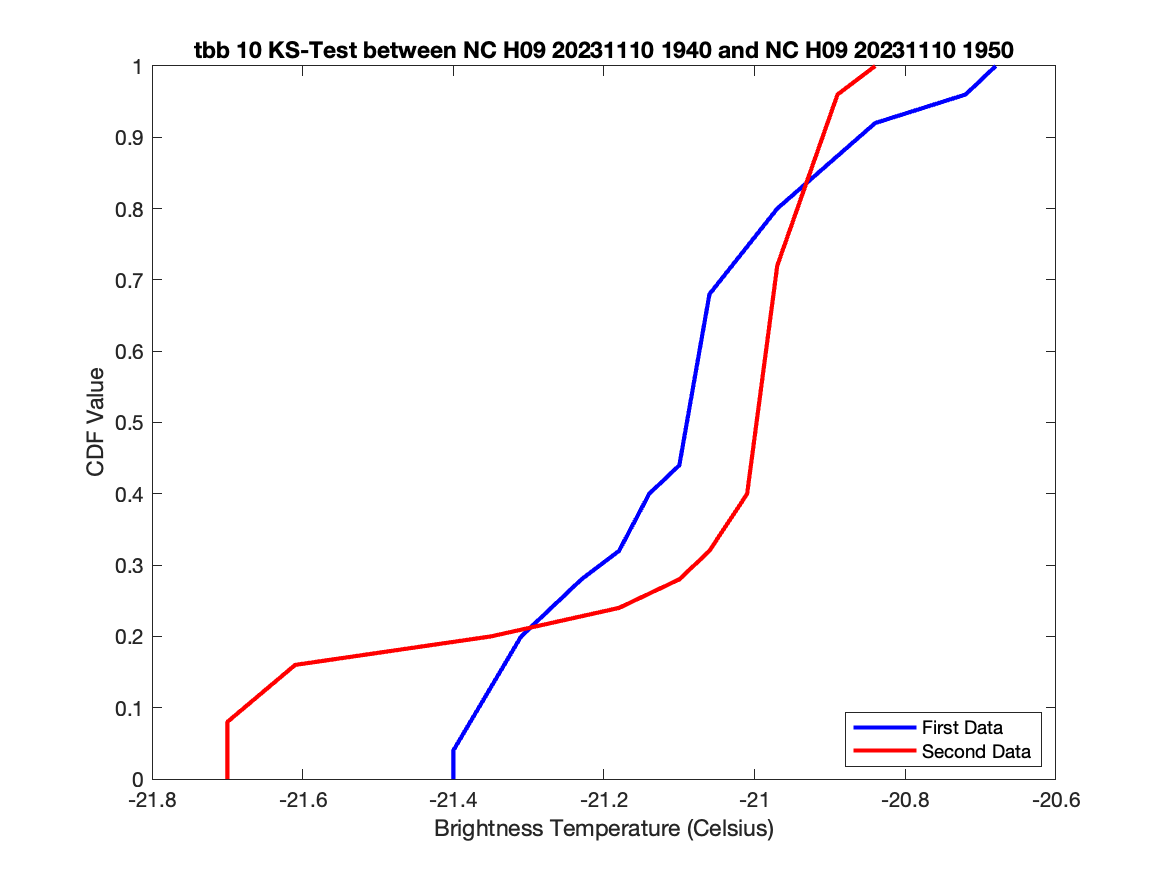 tbb 10 KS-Test between NC H09 20231110 1940 and NC H09 20231110 1950
1
0.9
0.8
0.7
0.6
0.5
0.4
0.3
0.2
0.1
0
CDF Value
First Data
Second Data
-21.8 -21.6 -21.4 -21.2 -21 -20.8 -20.6
Brightness Temperature (Celsius)